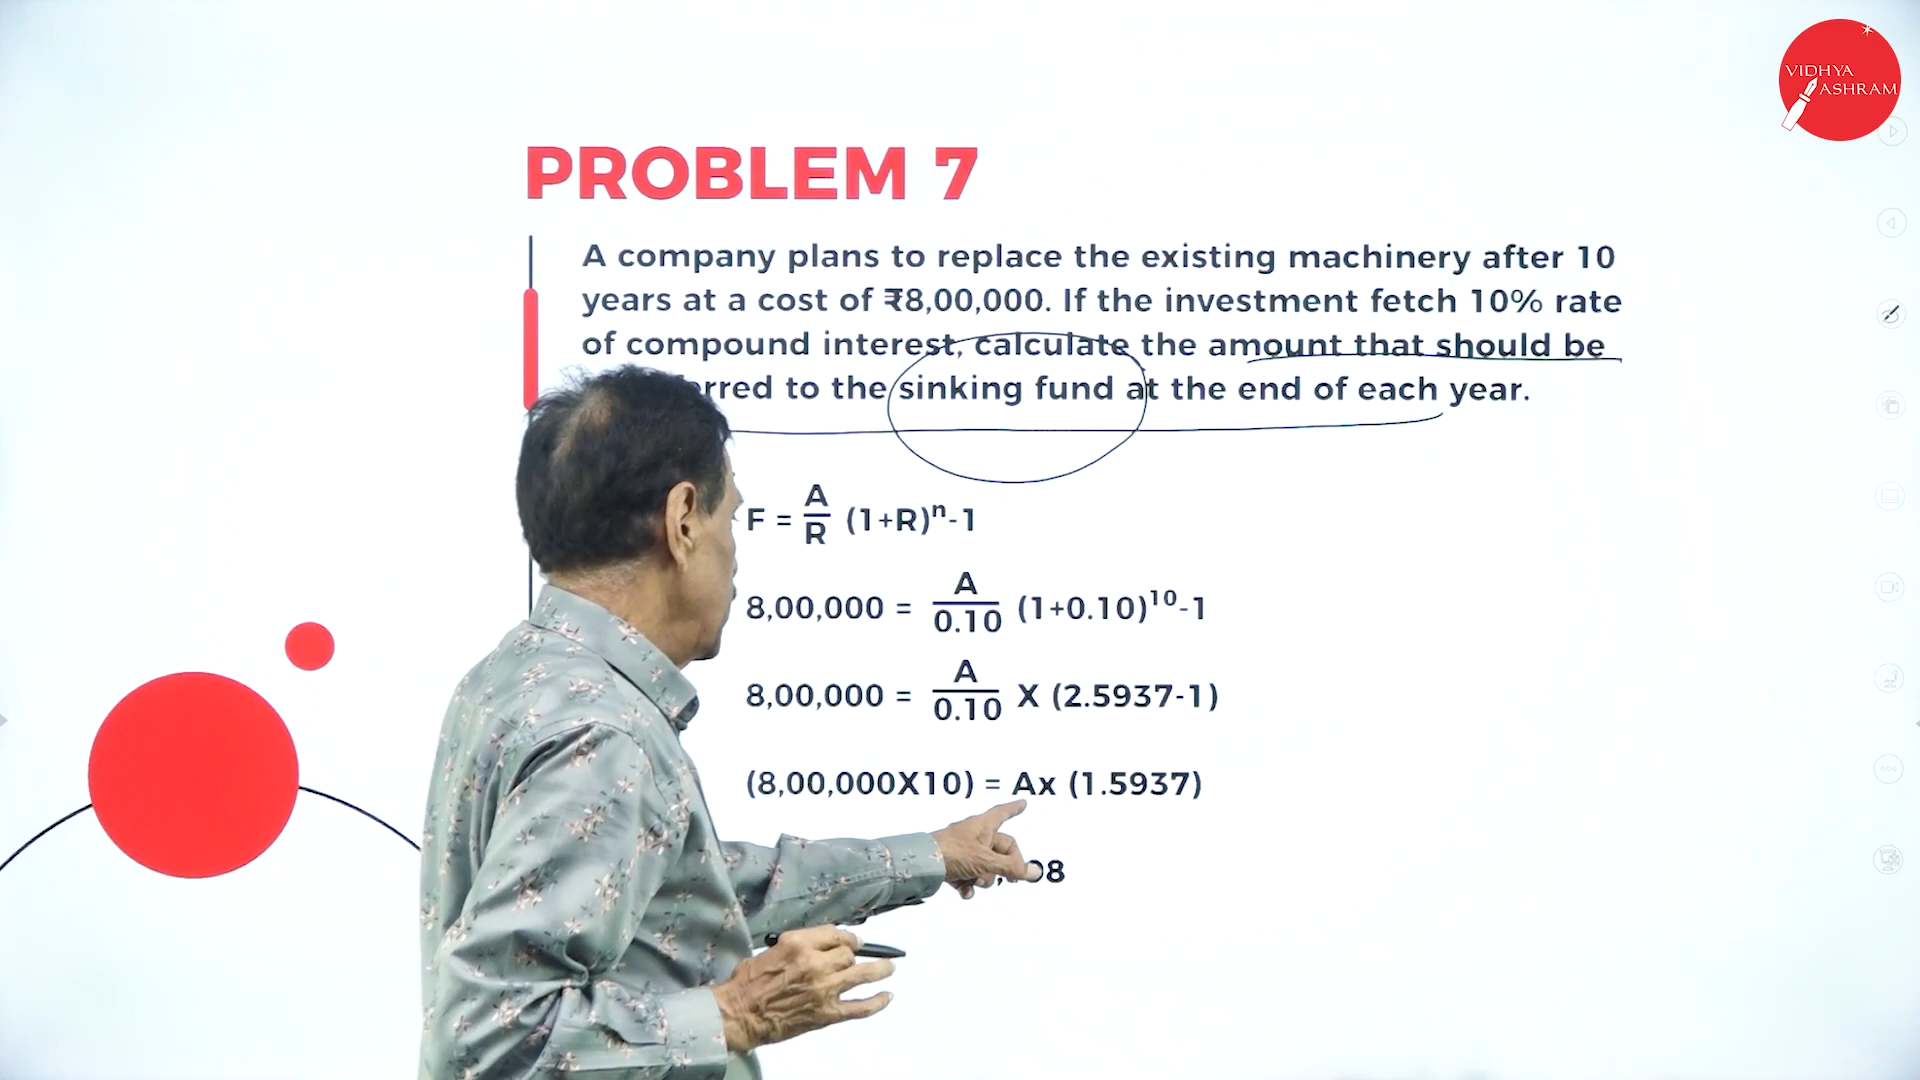 VIDHYA
ASHRAM
PROBLEM 7
A company plans to replace the existing machinery after 10
years at a cost of ₹8,00,000. If the investment fetch 10% rate
of compound interest, calculate the amount that should be
to the sinking fund at the end of each year.
F = A/R (1+R)ⁿ-1
8,00,000 = A/0.10 (1+0.10)¹⁰-1
8,00,000 = A/0.10 X (2.5937-1)
(8,00,000X10) = Ax (1.5937)